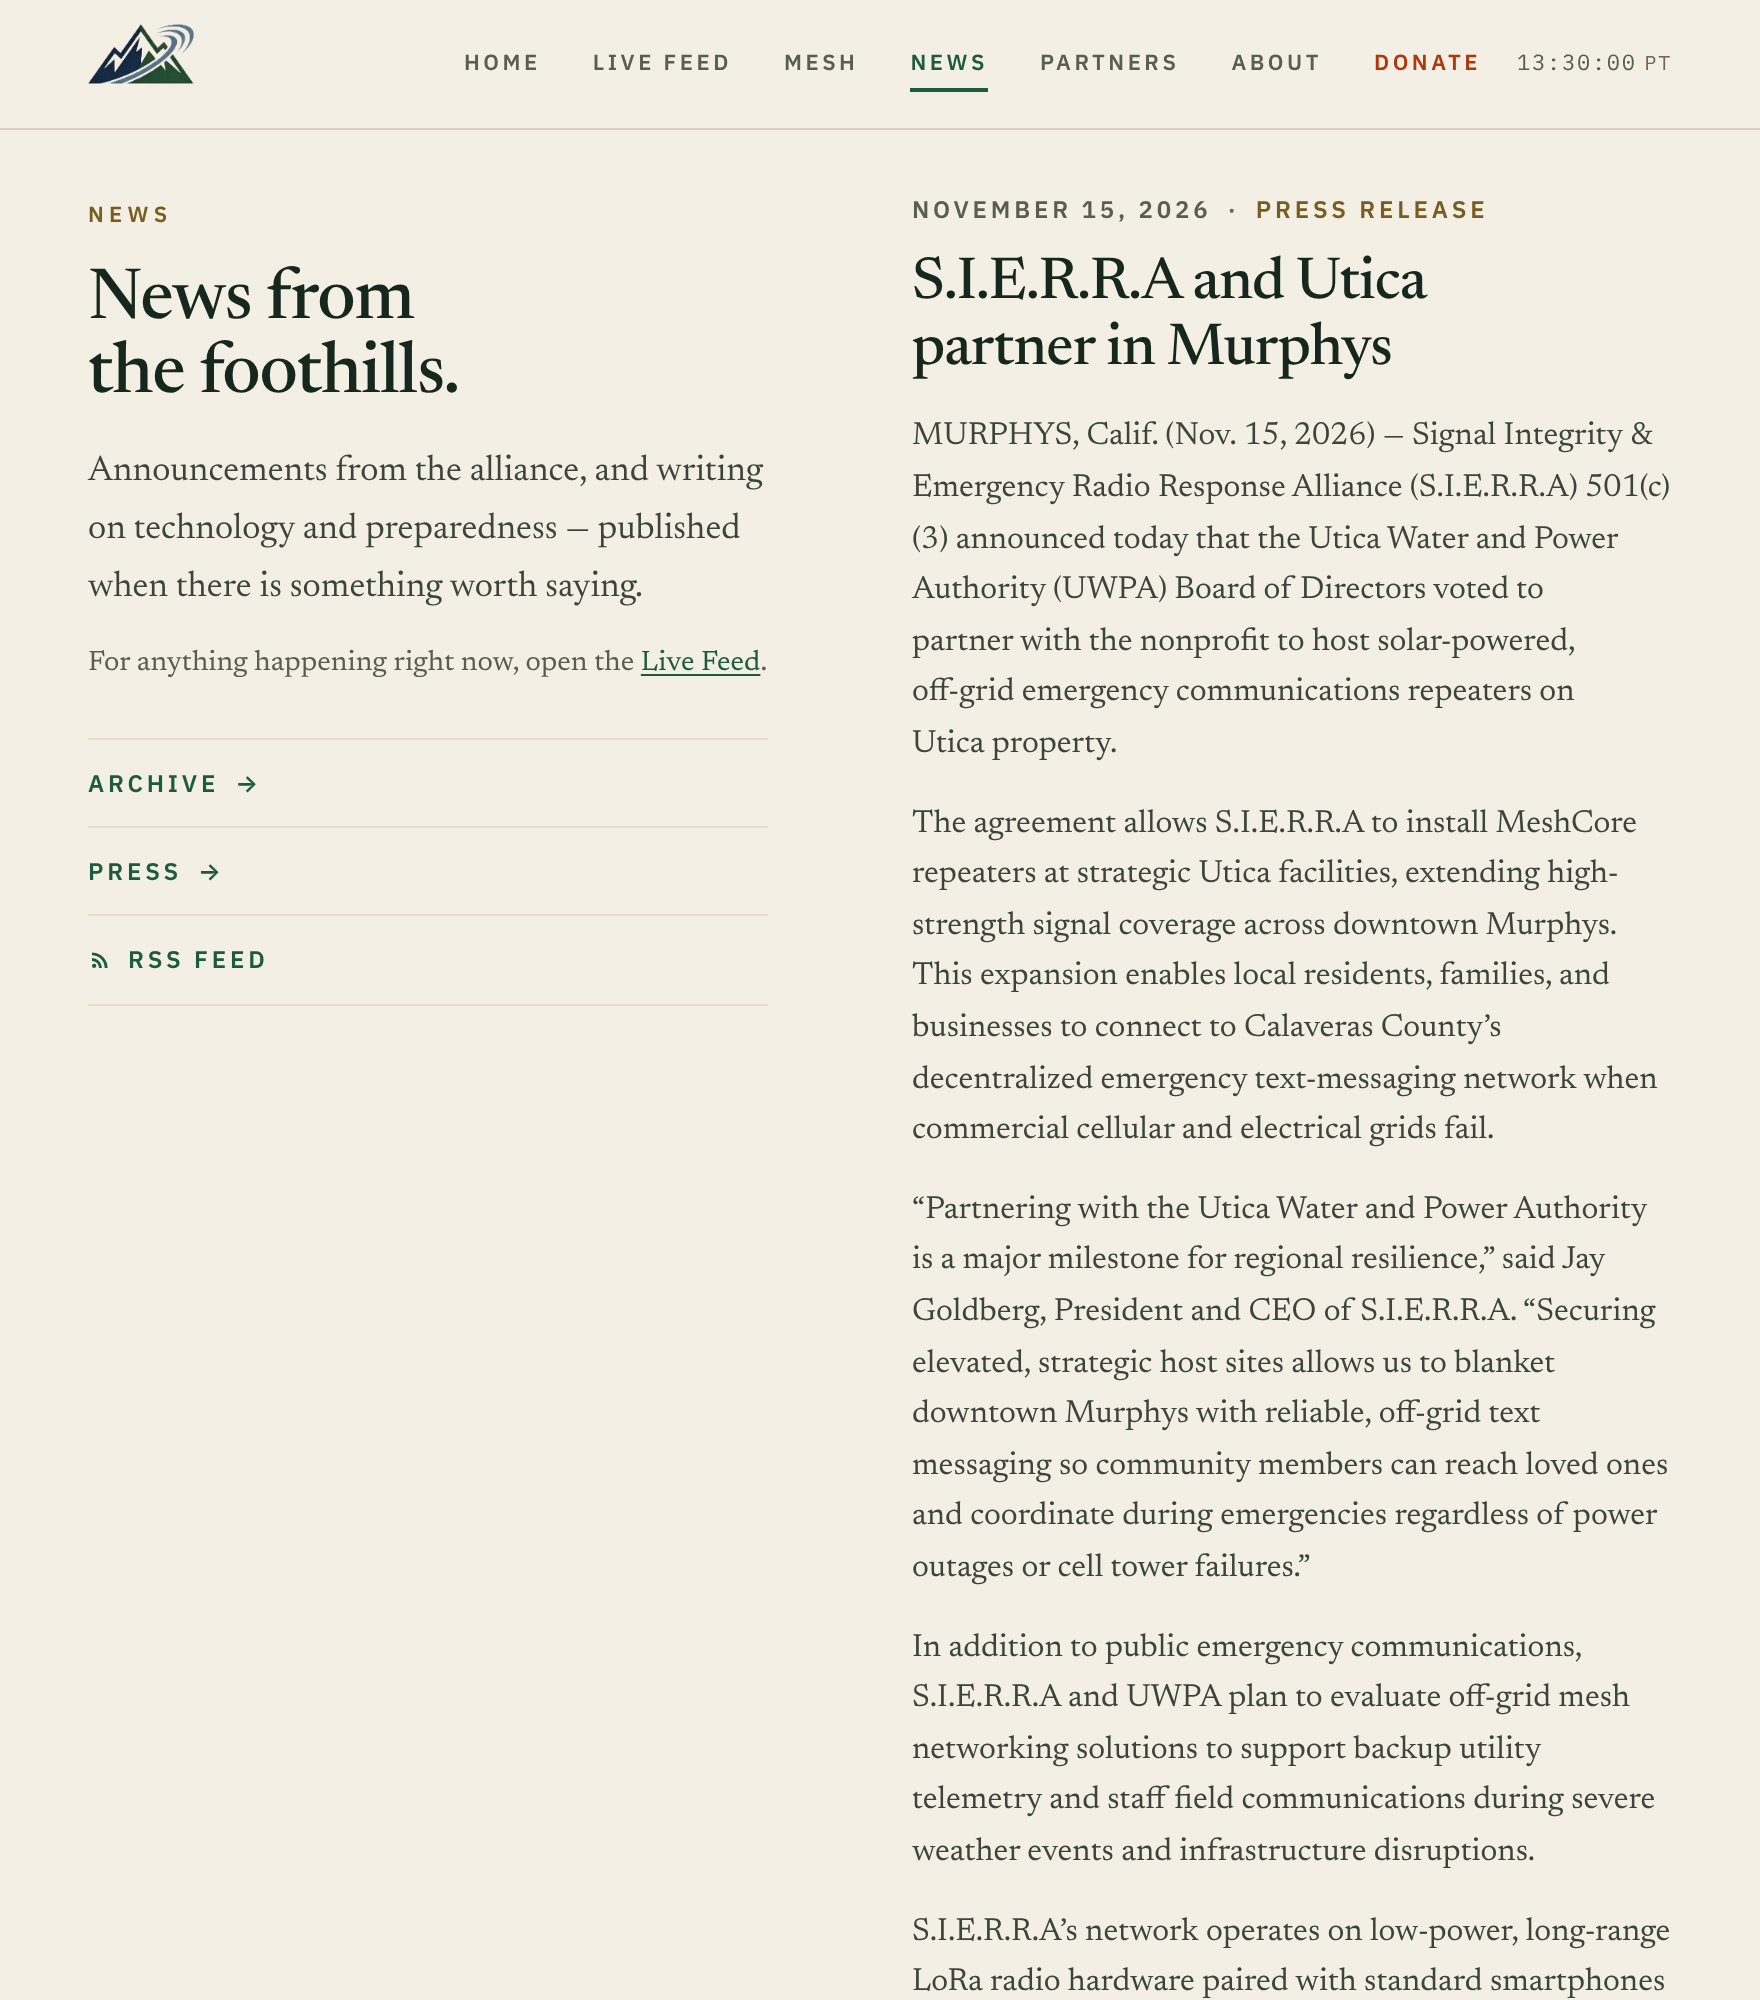 HOME LIVE FEED MESH NEWS PARTNERS ABOUT DONATE 13:30:00 PT
NEWS
News from
the foothills.
Announcements from the alliance, and writing
on technology and preparedness — published
when there is something worth saying.
For anything happening right now, open the Live Feed.
ARCHIVE →
PRESS →
RSS FEED
NOVEMBER 15, 2026 · PRESS RELEASE
S.I.E.R.R.A and Utica
partner in Murphys
MURPHYS, Calif. (Nov. 15, 2026) — Signal Integrity &
Emergency Radio Response Alliance (S.I.E.R.R.A) 501(c)
(3) announced today that the Utica Water and Power
Authority (UWPA) Board of Directors voted to
partner with the nonprofit to host solar-powered,
off-grid emergency communications repeaters on
Utica property.
The agreement allows S.I.E.R.R.A to install MeshCore
repeaters at strategic Utica facilities, extending high-
strength signal coverage across downtown Murphys.
This expansion enables local residents, families, and
businesses to connect to Calaveras County’s
decentralized emergency text-messaging network when
commercial cellular and electrical grids fail.
“Partnering with the Utica Water and Power Authority
is a major milestone for regional resilience,” said Jay
Goldberg, President and CEO of S.I.E.R.R.A. “Securing
elevated, strategic host sites allows us to blanket
downtown Murphys with reliable, off-grid text
messaging so community members can reach loved ones
and coordinate during emergencies regardless of power
outages or cell tower failures.”
In addition to public emergency communications,
S.I.E.R.R.A and UWPA plan to evaluate off-grid mesh
networking solutions to support backup utility
telemetry and staff field communications during severe
weather events and infrastructure disruptions.
S.I.E.R.R.A’s network operates on low-power, long-range
LoRa radio hardware paired with standard smartphones